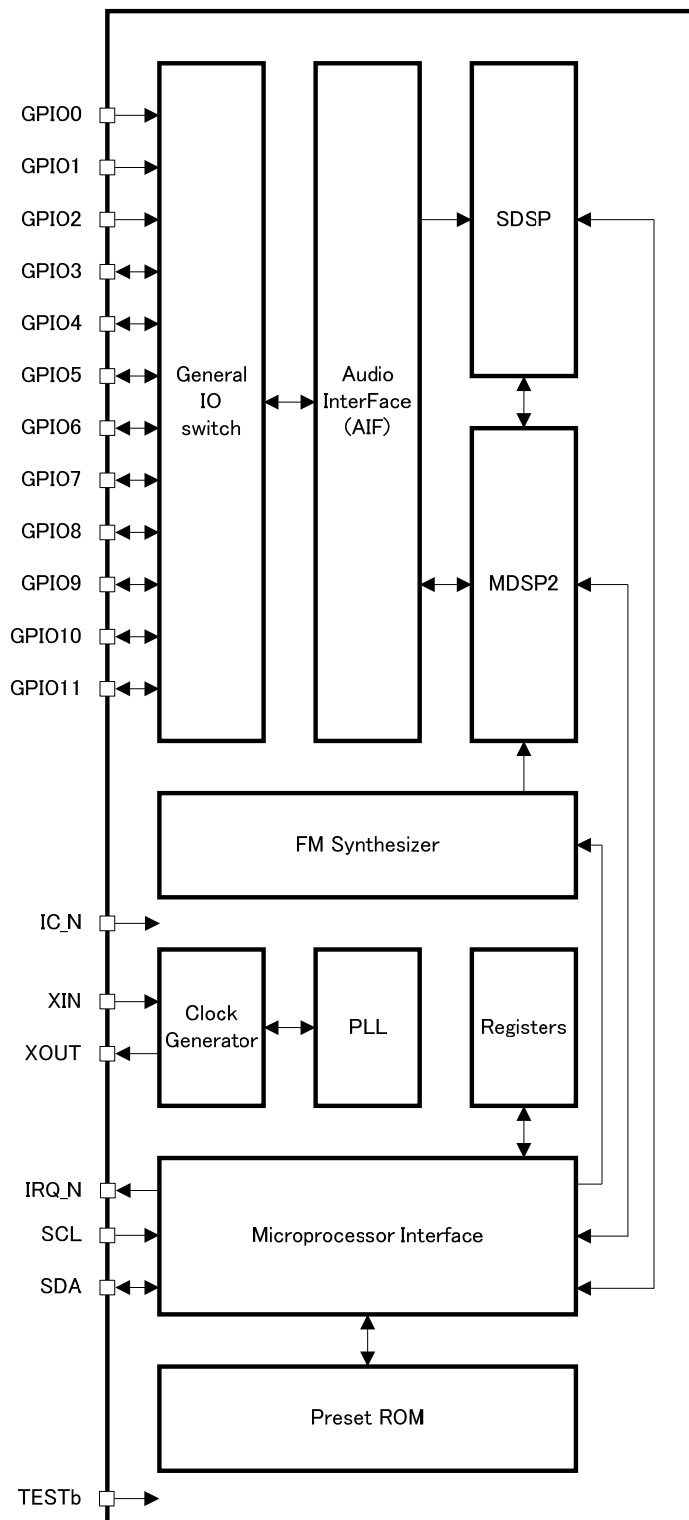 GPIO0
GPIO1
GPIO2
GPIO3
GPIO4
GPIO5
GPIO6
GPIO7
GPIO8
GPIO9
GPIO10
GPIO11
General
IO
switch
Audio
InterFace
(AIF)
SDSP
MDSP2
FM Synthesizer
IC_N
XIN
XOUT
Clock
Generator
PLL
Registers
IRQ_N
SCL
SDA
Microprocessor Interface
Preset ROM
TESTb